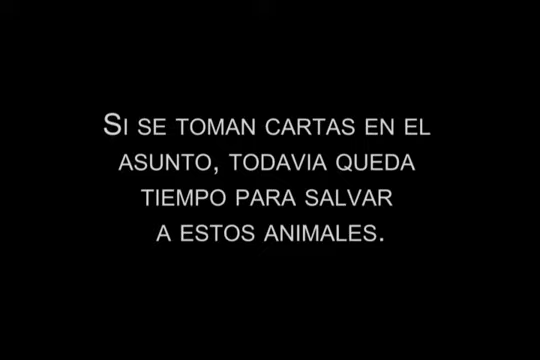 SI SE TOMAN CARTAS EN EL
ASUNTO, TODAVIA QUEDA
TIEMPO PARA SALVAR
A ESTOS ANIMALES.